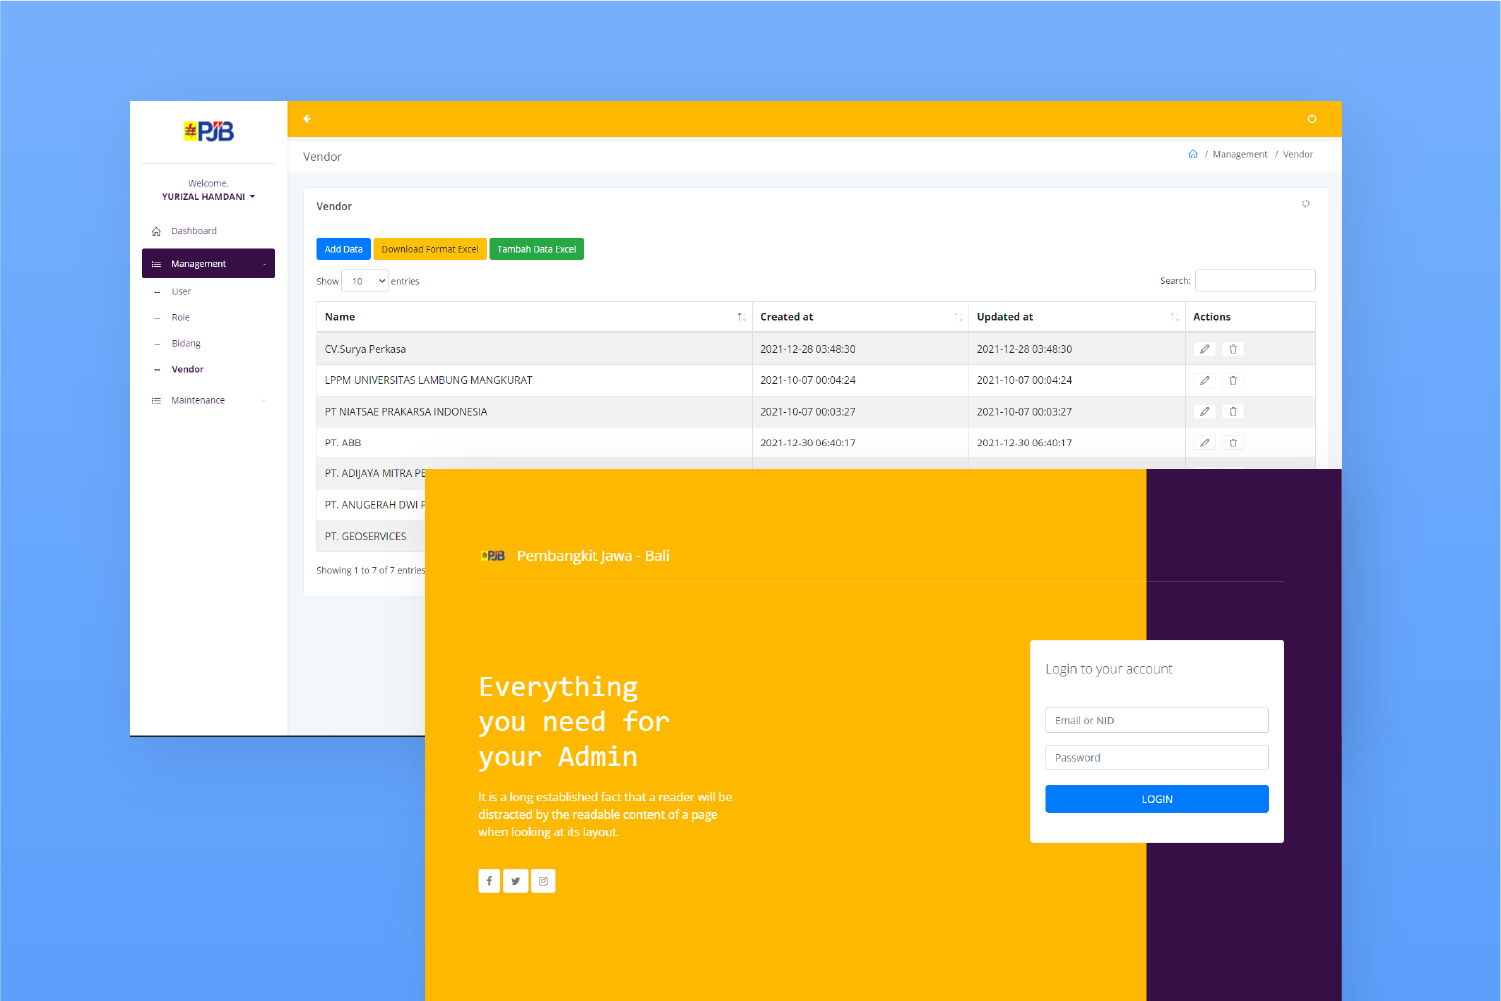 PJB
Vendor
/ Management / Vendor
Welcome,
YURIZAL HAMDANI
Dashboard
Management -
-- User
-- Role
-- Bidang
-- Vendor
Maintenance +
Vendor
Add Data Download Format Excel Tambah Data Excel
Show 10 entries Search:
Name Created at Updated at Actions
CV.Surya Perkasa 2021-12-28 03:48:30 2021-12-28 03:48:30
LPPM UNIVERSITAS LAMBUNG MANGKURAT 2021-10-07 00:04:24 2021-10-07 00:04:24
PT NIATSAE PRAKARSA INDONESIA 2021-10-07 00:03:27 2021-10-07 00:03:27
PT. ABB 2021-12-30 06:40:17 2021-12-30 06:40:17
PT. ADIJAYA MITRA PE
PT. ANUGERAH DWI P
PT. GEOSERVICES
Showing 1 to 7 of 7 entries
PJB Pembangkit Jawa - Bali
Everything
you need for
your Admin
It is a long established fact that a reader will be
distracted by the readable content of a page
when looking at its layout.
Login to your account
Email or NID
Password
LOGIN